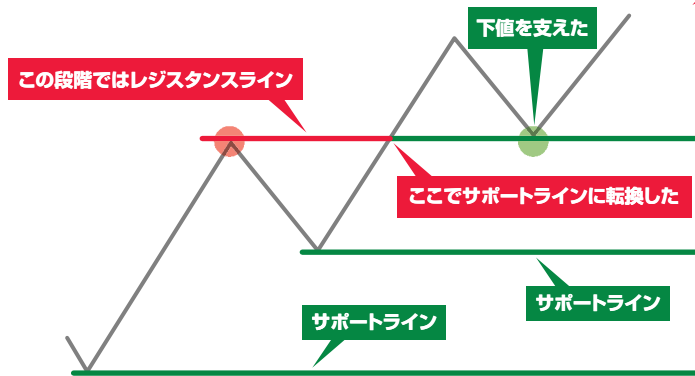 下値を支えた
この段階ではレジスタンスライン
ここでサポートラインに転換した
サポートライン
サポートライン